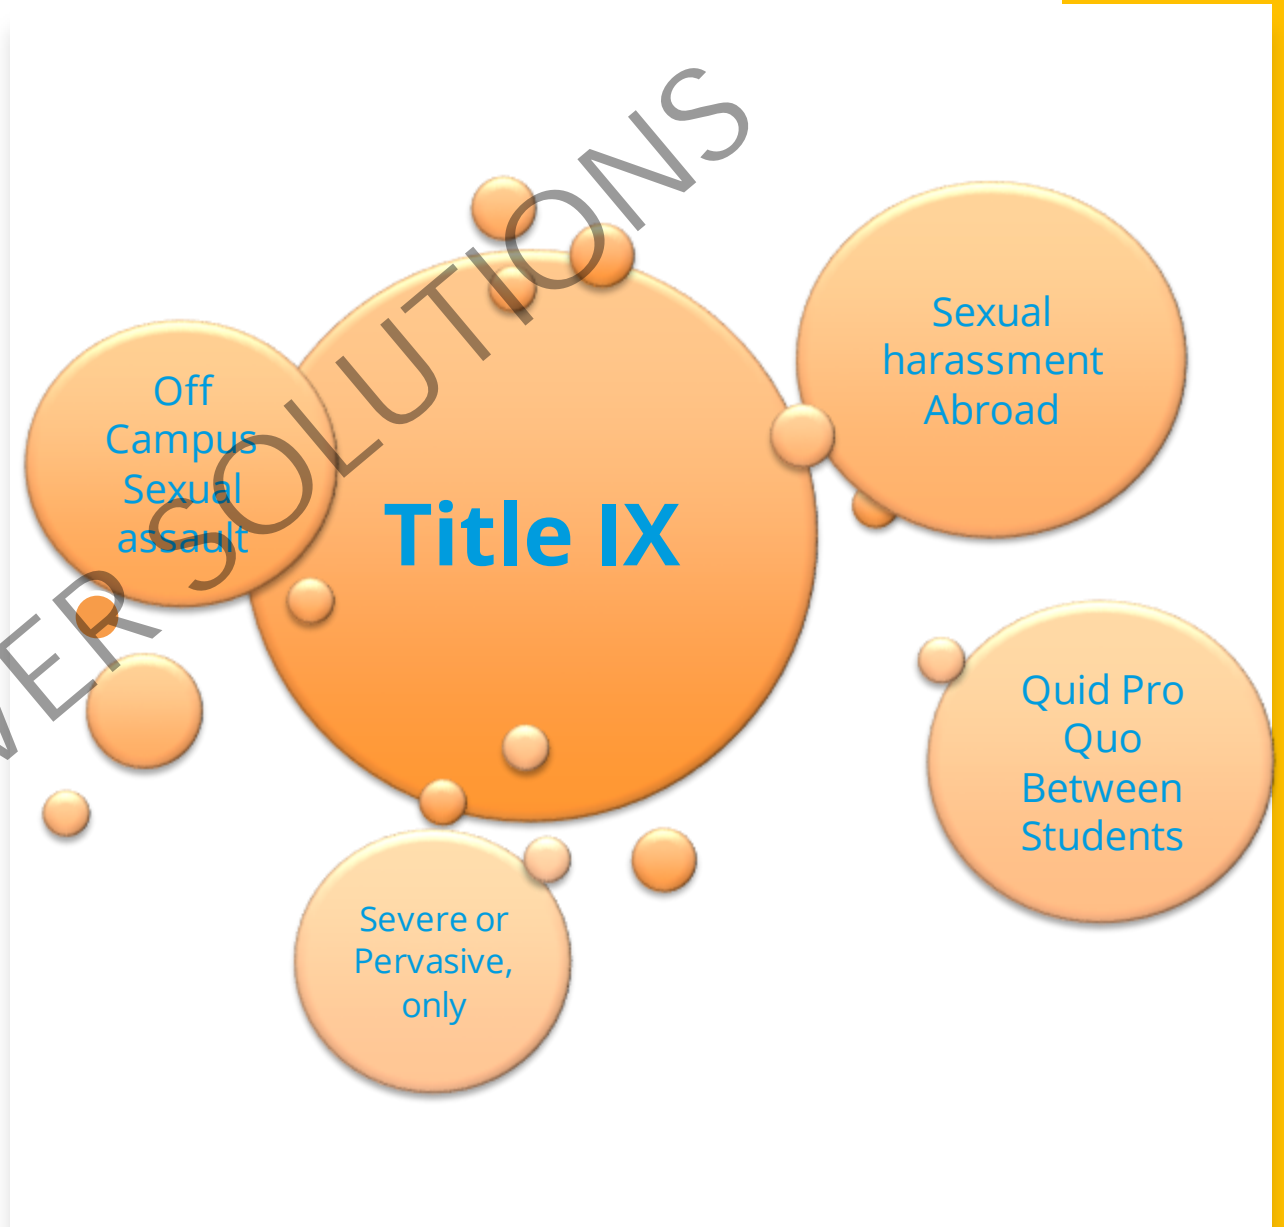 Sexual
harassment
Abroad
Off
Campus
Sexual
assault
Title IX
Quid Pro
Quo
Between
Students
Severe or
Pervasive,
only
SOLUTIONS